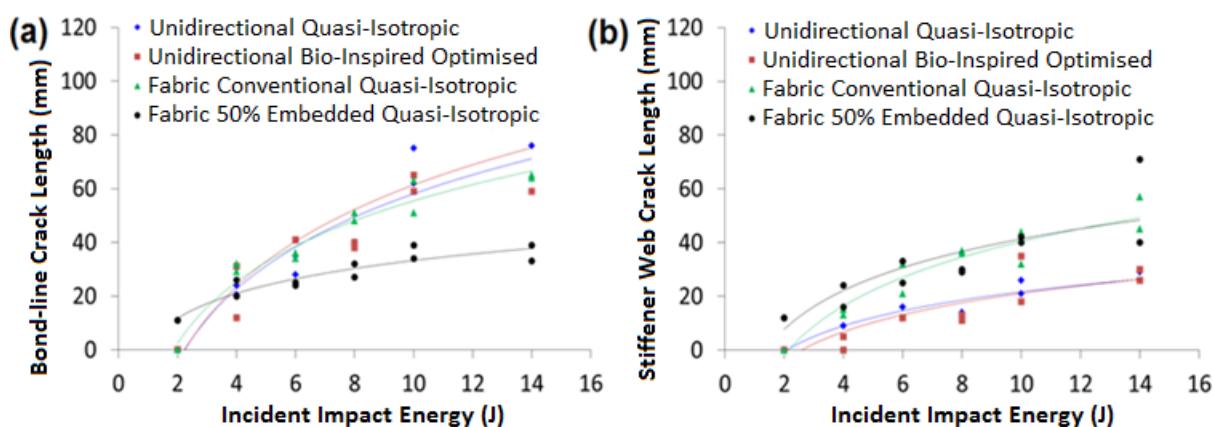 (a)
Bond-line Crack Length (mm)
120
100
80
60
40
20
0
Unidirectional Quasi-Isotropic
Unidirectional Bio-Inspired Optimised
Fabric Conventional Quasi-Isotropic
Fabric 50% Embedded Quasi-Isotropic
0 2 4 6 8 10 12 14 16
Incident Impact Energy (J)
(b)
Stiffener Web Crack Length (mm)
120
100
80
60
40
20
0
Unidirectional Quasi-Isotropic
Unidirectional Bio-Inspired Optimised
Fabric Conventional Quasi-Isotropic
Fabric 50% Embedded Quasi-Isotropic
0 2 4 6 8 10 12 14 16
Incident Impact Energy (J)